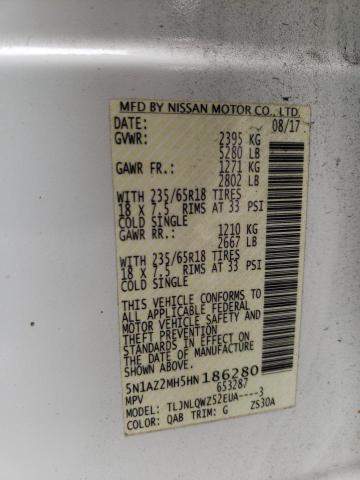 MFD BY NISSAN MOTOR CO., LTD.
DATE: 08/17
GVWR: 2395 KG
5280 LB
GAWR FR.: 1271 KG
2802 LB
WITH 235/65R18 TIRES
18 X 7.5 RIMS AT 33 PSI
COLD SINGLE
GAWR RR.: 1210 KG
2667 LB
WITH 235/65R18 TIRES
18 X 7.5 RIMS AT 33 PSI
COLD SINGLE
THIS VEHICLE CONFORMS TO
ALL APPLICABLE FEDERAL
MOTOR VEHICLE SAFETY AND
THEFT PREVENTION
STANDARDS IN EFFECT ON
THE DATE OF MANUFACTURE
SHOWN ABOVE.
5N1AZ2MH5HN186280
MPV 653287
MODEL: TLJNLQWZ52EUA----3
COLOR: QAB TRIM: G ZS30A